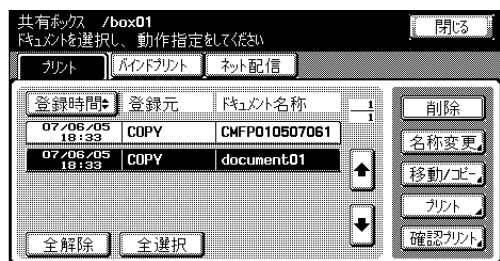 共有ﾎﾞｯｸｽ /box01
閉じる
ﾄﾞｷｭﾒﾝﾄを選択し、動作指定をしてください
ﾌﾟﾘﾝﾄ ﾊﾞｲﾝﾄﾞﾌﾟﾘﾝﾄ ﾈｯﾄ配信
登録時間 登録元 ﾄﾞｷｭﾒﾝﾄ名称 1/1
07/06/05 18:33 COPY CMFP010507061
07/06/05 18:33 COPY document01
全解除 全選択
削除
名称変更
移動/ｺﾋﾟｰ
ﾌﾟﾘﾝﾄ
確認ﾌﾟﾘﾝﾄ